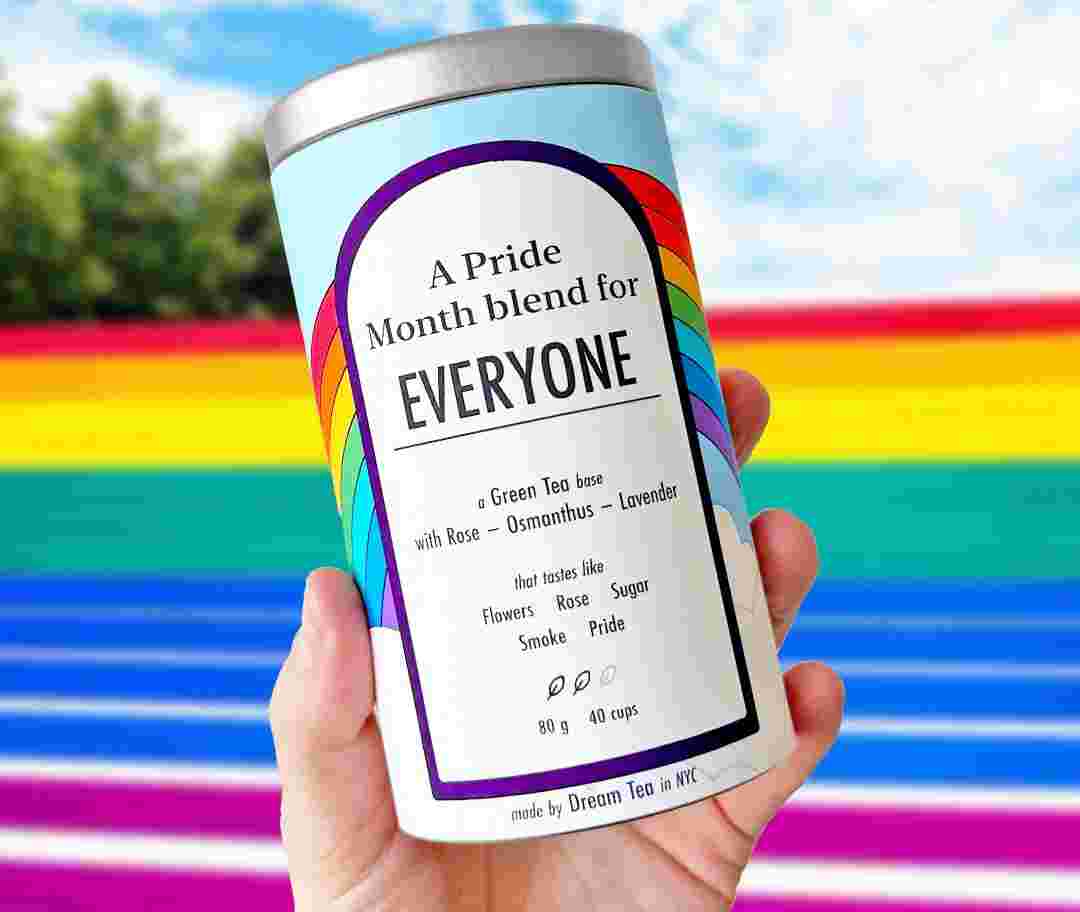 A Pride
Month blend for
EVERYONE
a Green Tea base
with Rose – Osmanthus – Lavender
that tastes like
Flowers Rose Sugar
Smoke Pride
80 g 40 cups
made by Dream Tea in NYC